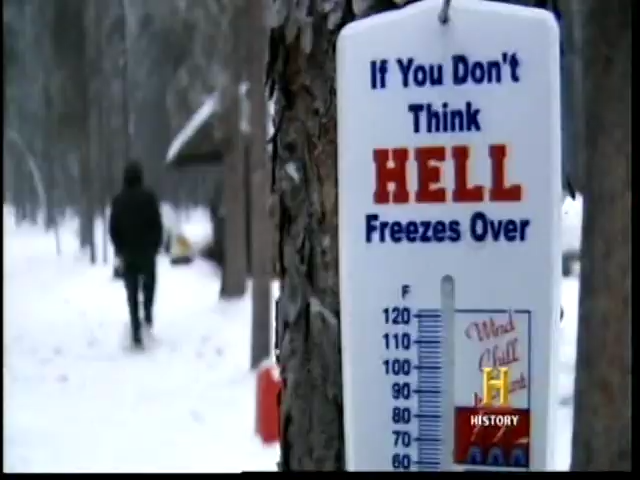 If You Don't
Think
HELL
Freezes Over
F
120
110
100
90
80
70
60
Wind
Chill
H
HISTORY